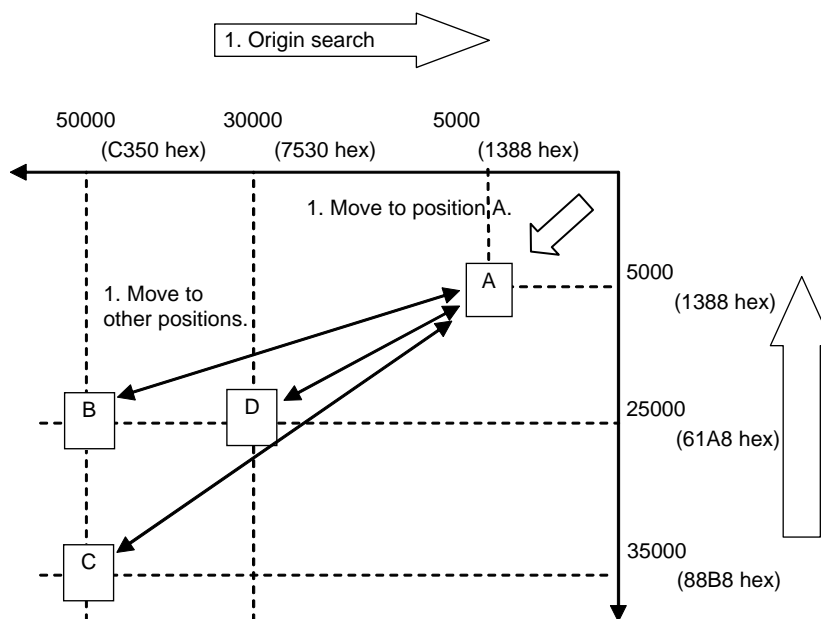 1. Origin search
50000 30000 5000
(C350 hex) (7530 hex) (1388 hex)
1. Move to position A.
A
5000
(1388 hex)
1. Move to
other positions.
B
D
25000
(61A8 hex)
C
35000
(88B8 hex)